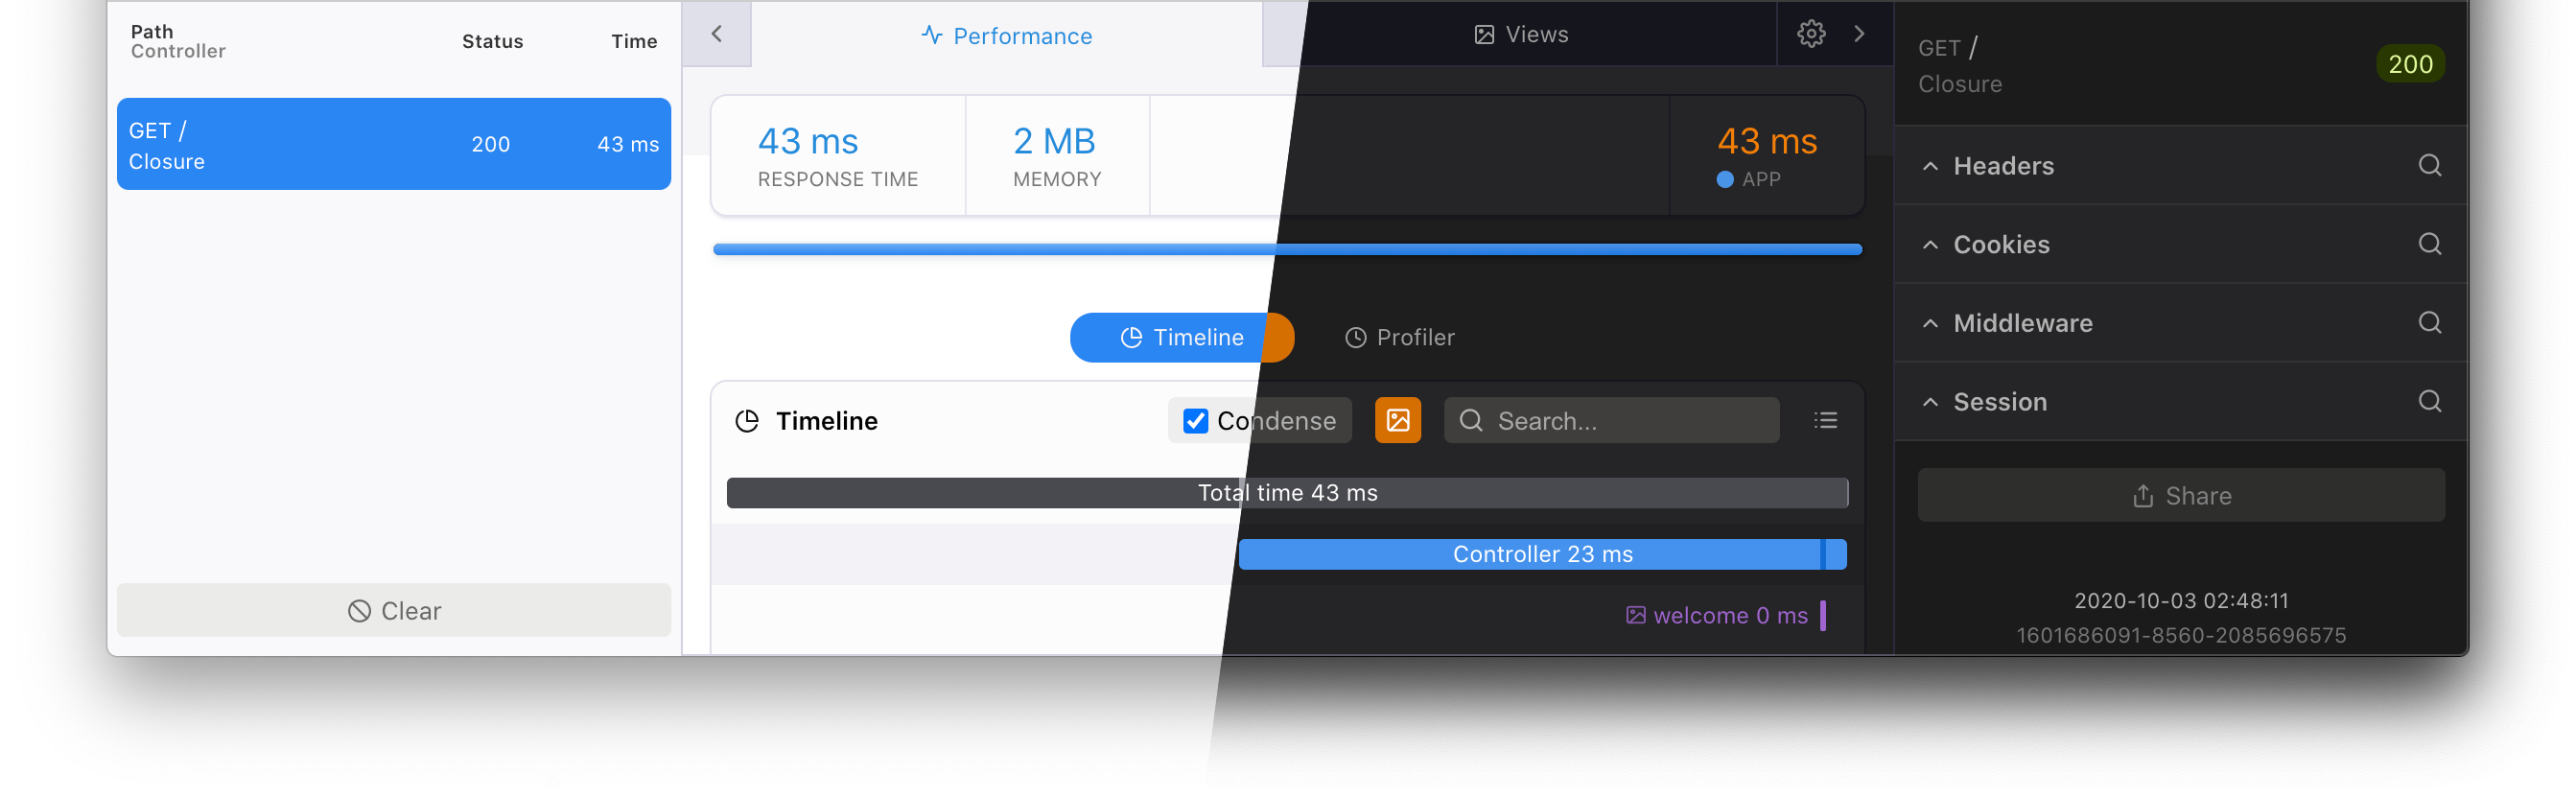 Path
Controller
Status
Time
GET /
Closure
200
43 ms
Clear
Performance
Views
43 ms
RESPONSE TIME
2 MB
MEMORY
43 ms
APP
Timeline
Profiler
Timeline
Condense
Search...
Total time 43 ms
Controller 23 ms
welcome 0 ms
GET /
Closure
200
Headers
Cookies
Middleware
Session
Share
2020-10-03 02:48:11
1601686091-8560-2085696575